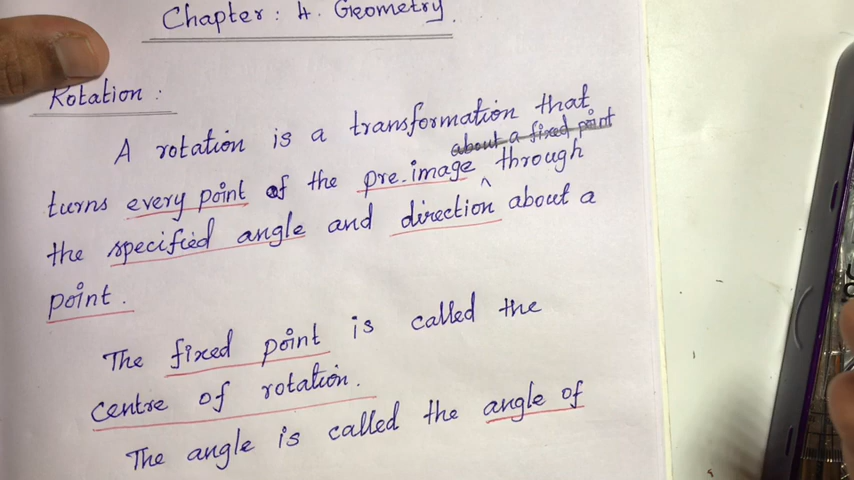 Chapter: 4. Geometry.
Rotation :
A rotation is a transformation that
about a fixed point
turns every point of the pre-image ^ through
the specified angle and direction about a
point.
The fixed point is called the
centre of rotation.
The angle is called the angle of